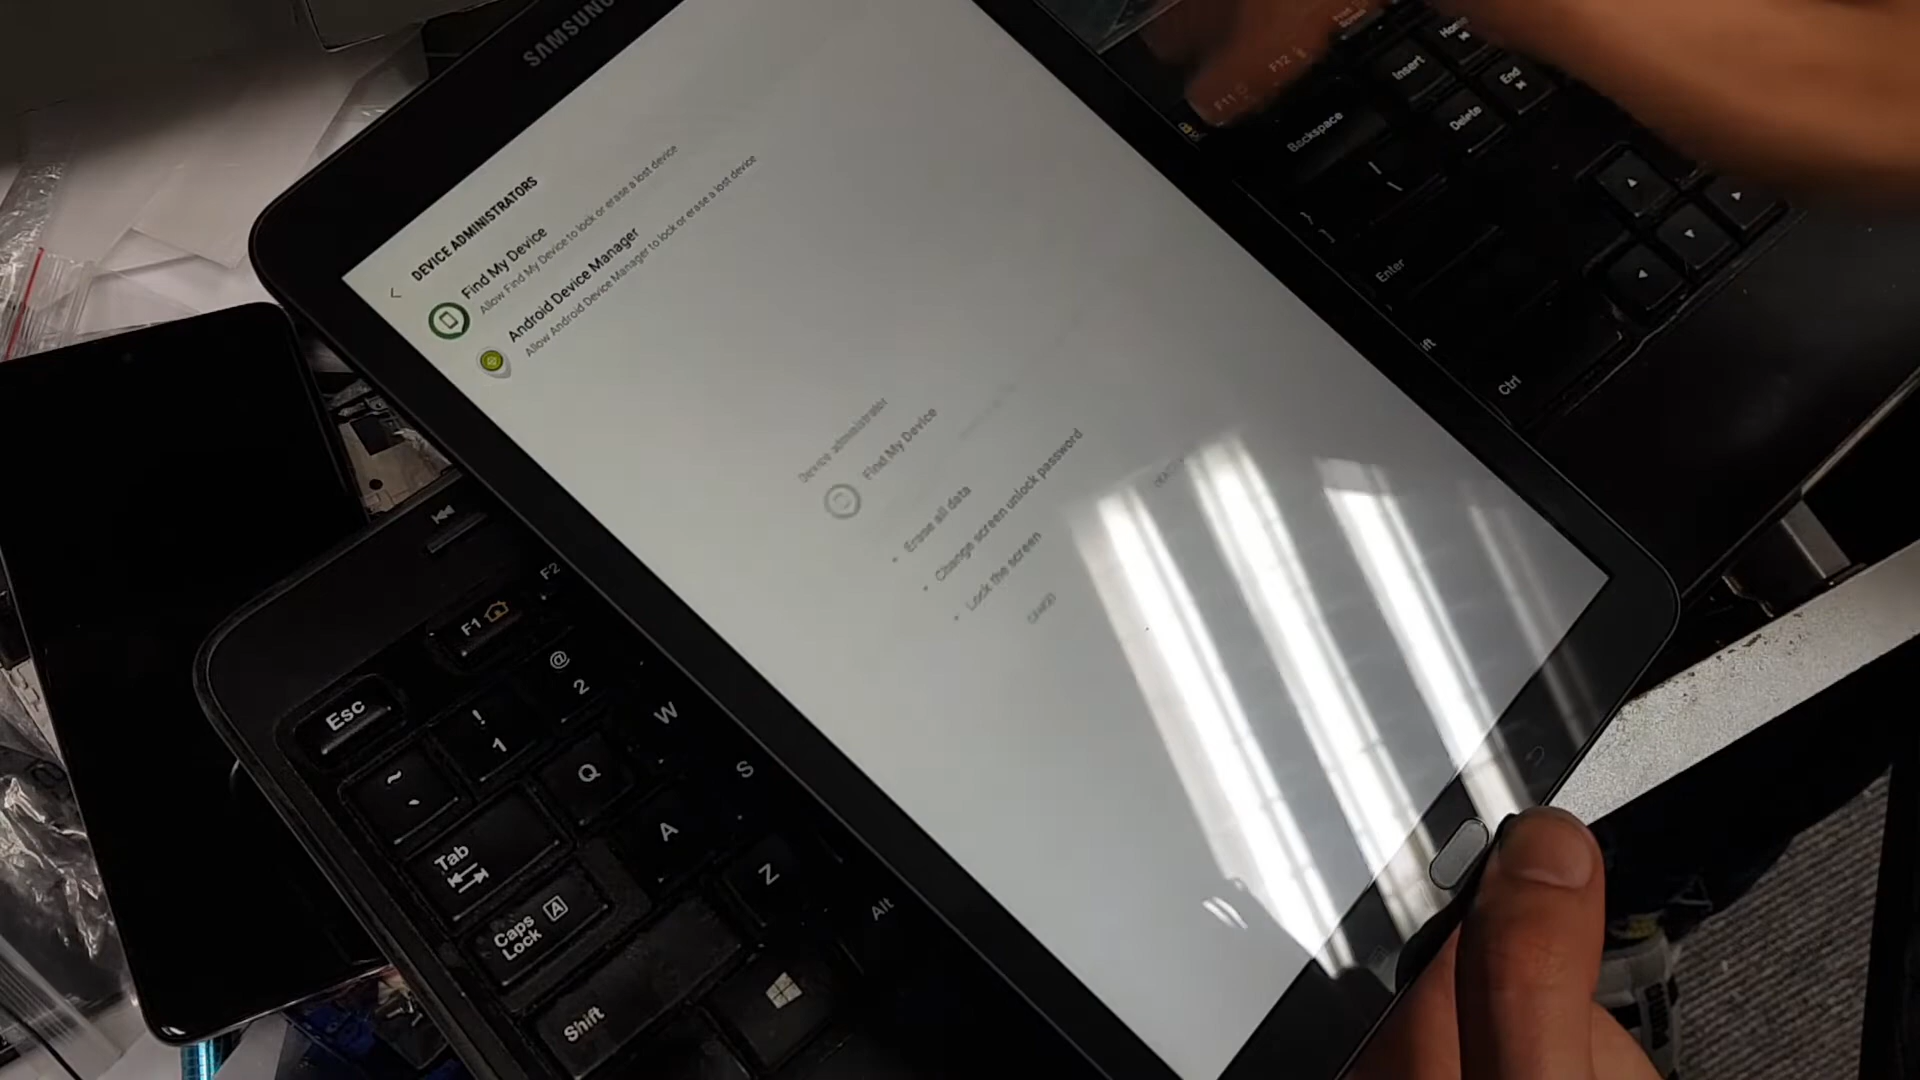 SAMSUNG
DEVICE ADMINISTRATORS
Find My Device
Allow Find My Device to lock or erase a lost device
Android Device Manager
Allow Android Device Manager to lock or erase a lost device
Device administrator
Find My Device
Erase all data
Change screen unlock password
Lock the screen
Home
Insert
End
F12
F11
Delete
Backspace
Enter
Ctrl
F2
F1
Esc
@
2
!
1
~
W
Q
S
Tab
A
Z
Caps
Lock
A
Alt
Shift